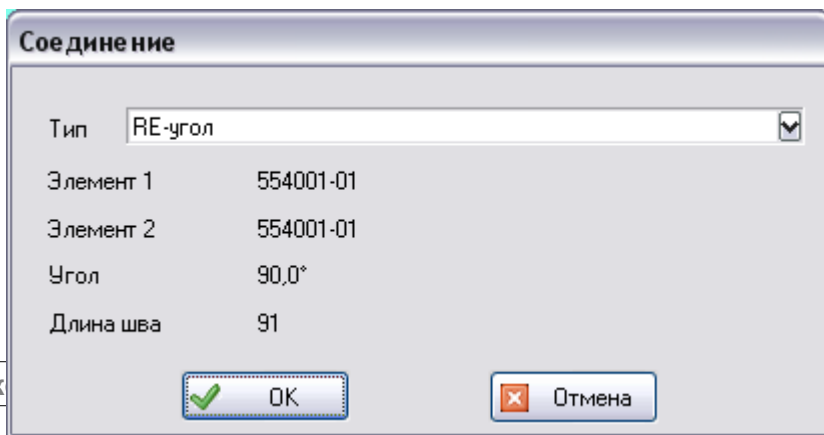 Соединение
Тип RE-угол
Элемент 1 554001-01
Элемент 2 554001-01
Угол 90,0°
Длина шва 91
OK Отмена